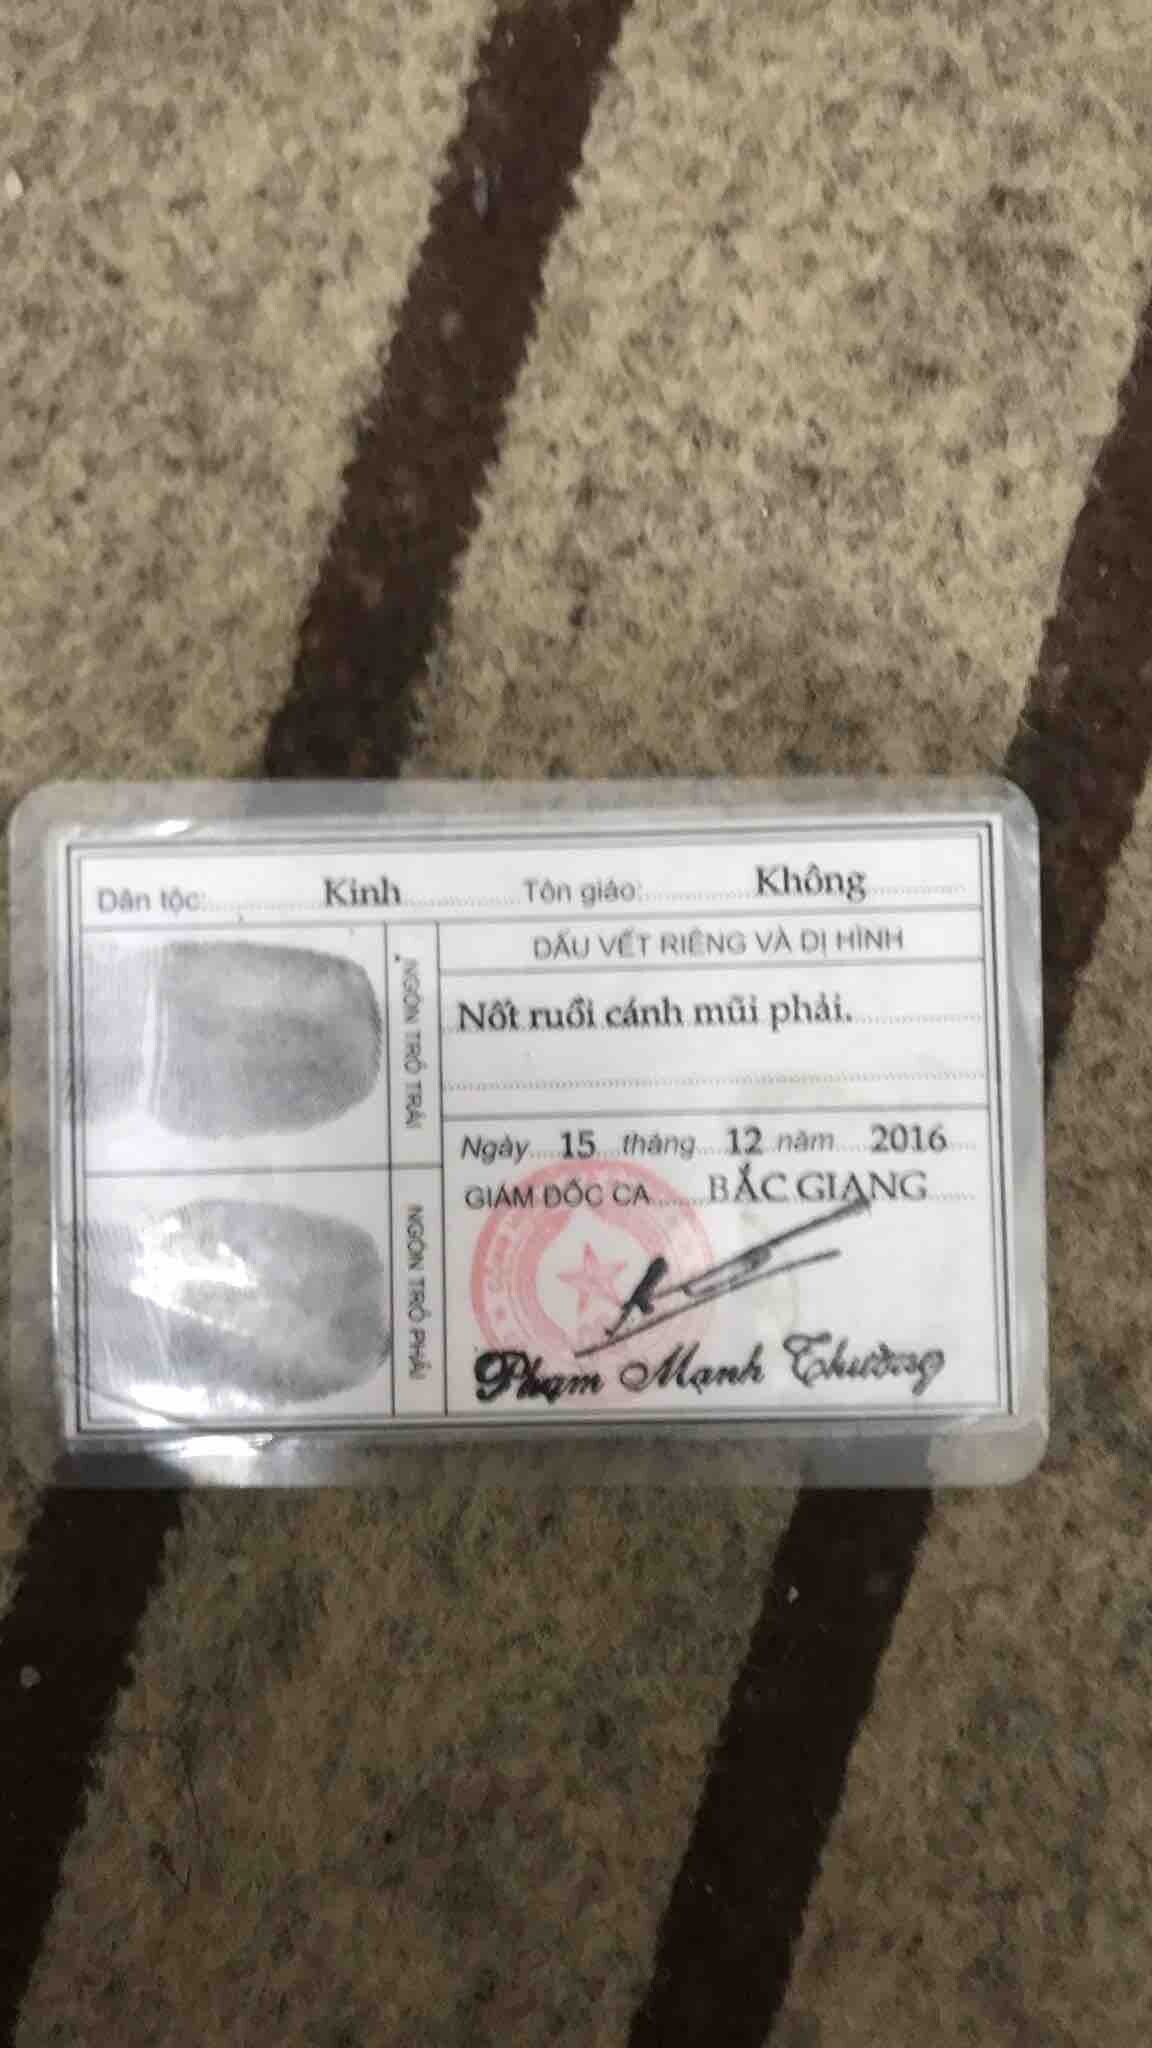 Dân tộc: Kinh Tôn giáo: Không
NGÓN TRỎ TRÁI
NGÓN TRỎ PHẢI
DẤU VẾT RIÊNG VÀ DỊ HÌNH
Nốt ruồi cánh mũi phải.
Ngày 15 tháng 12 năm 2016
GIÁM ĐỐC CA BẮC GIANG
Phạm Mạnh Thường